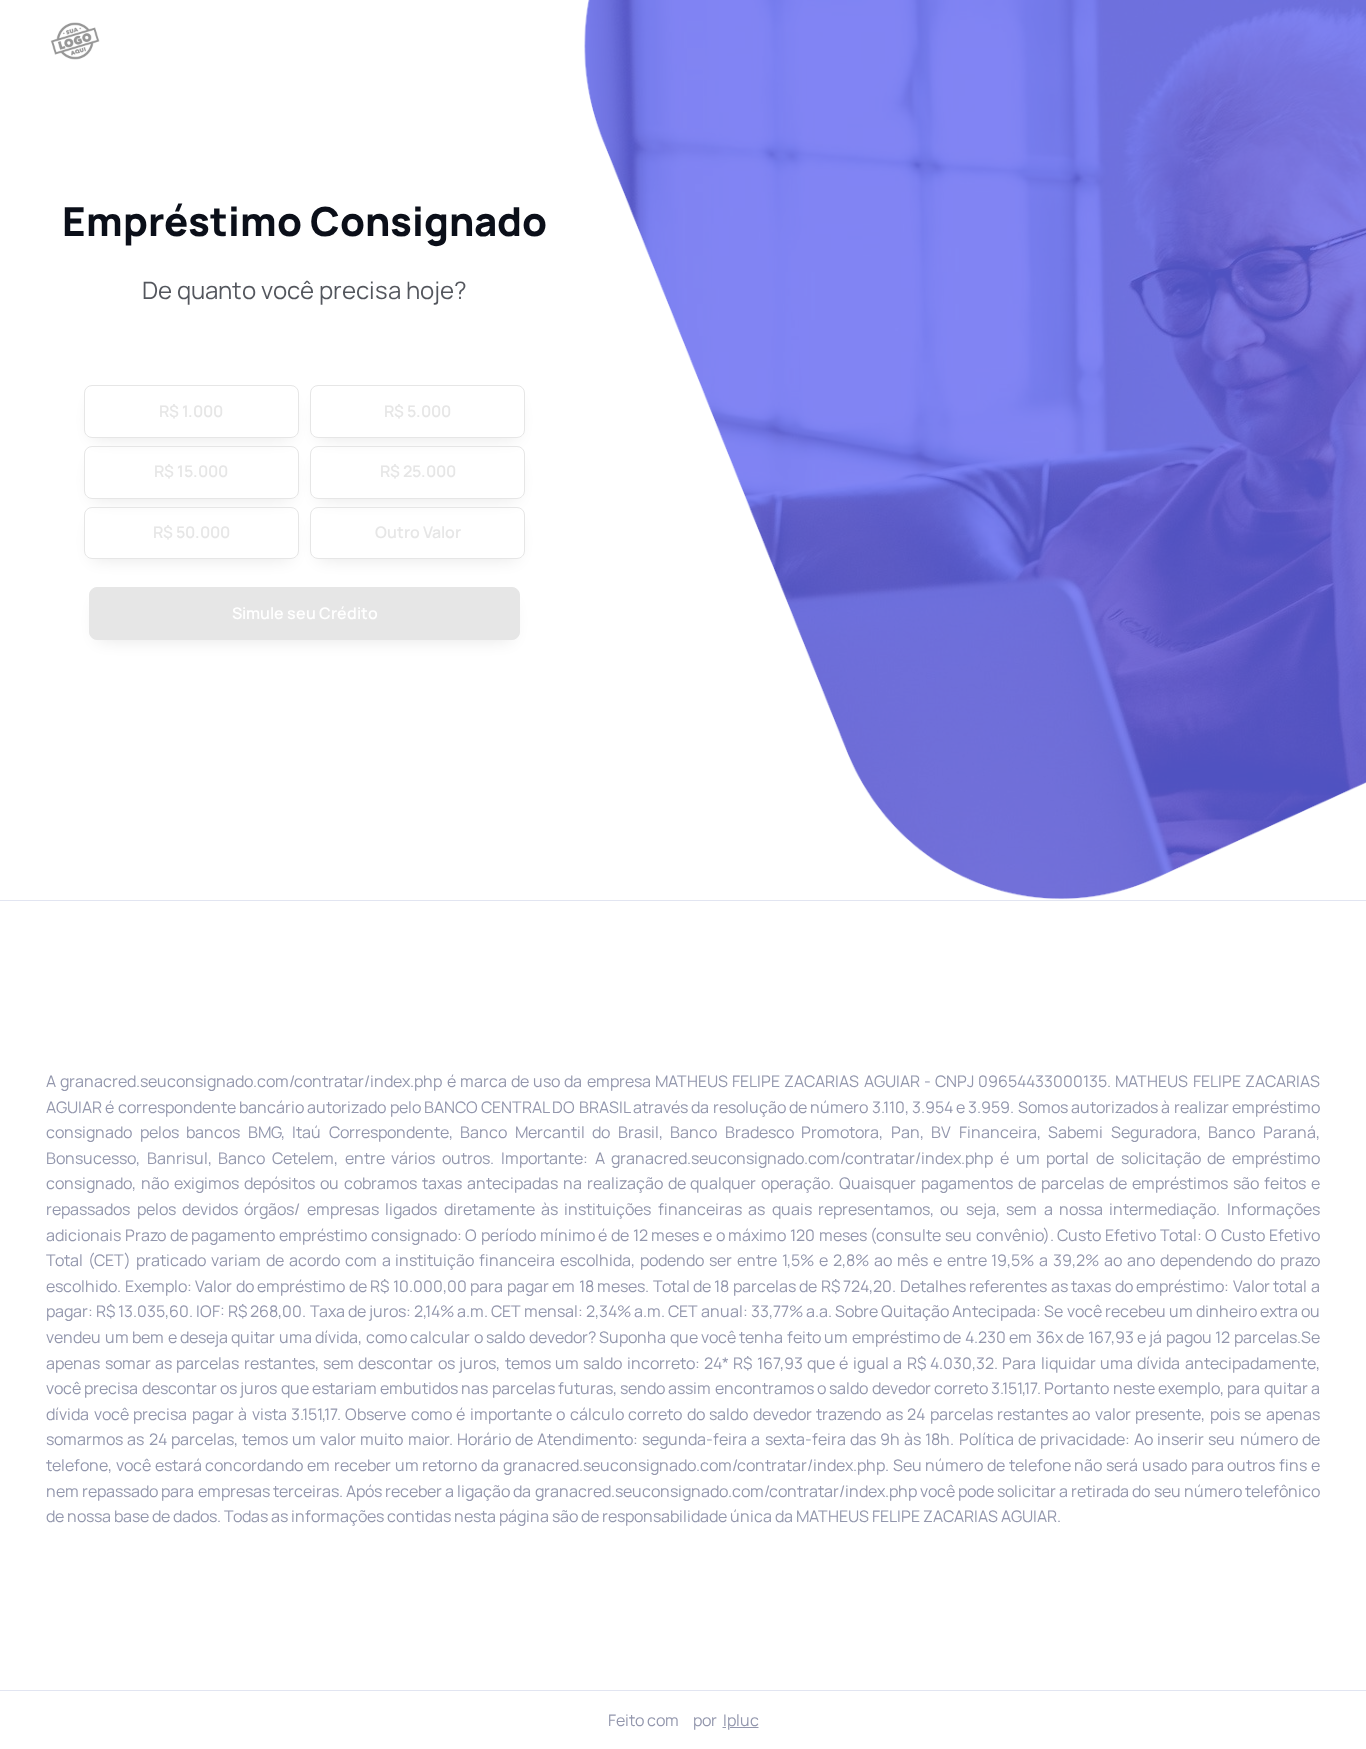 SUA
LOGO
AQUI
Empréstimo Consignado
De quanto você precisa hoje?
R$ 1.000
R$ 5.000
R$ 15.000
R$ 25.000
R$ 50.000
Outro Valor
Simule seu Crédito
A granacred.seuconsignado.com/contratar/index.php é marca de uso da empresa MATHEUS FELIPE ZACARIAS AGUIAR - CNPJ 09654433000135. MATHEUS FELIPE ZACARIAS
AGUIAR é correspondente bancário autorizado pelo BANCO CENTRAL DO BRASIL através da resolução de número 3.110, 3.954 e 3.959. Somos autorizados à realizar empréstimo
consignado pelos bancos BMG, Itaú Correspondente, Banco Mercantil do Brasil, Banco Bradesco Promotora, Pan, BV Financeira, Sabemi Seguradora, Banco Paraná,
Bonsucesso, Banrisul, Banco Cetelem, entre vários outros. Importante: A granacred.seuconsignado.com/contratar/index.php é um portal de solicitação de empréstimo
consignado, não exigimos depósitos ou cobramos taxas antecipadas na realização de qualquer operação. Quaisquer pagamentos de parcelas de empréstimos são feitos e
repassados pelos devidos órgãos/ empresas ligados diretamente às instituições financeiras as quais representamos, ou seja, sem a nossa intermediação. Informações
adicionais Prazo de pagamento empréstimo consignado: O período mínimo é de 12 meses e o máximo 120 meses (consulte seu convênio). Custo Efetivo Total: O Custo Efetivo
Total (CET) praticado variam de acordo com a instituição financeira escolhida, podendo ser entre 1,5% e 2,8% ao mês e entre 19,5% a 39,2% ao ano dependendo do prazo
escolhido. Exemplo: Valor do empréstimo de R$ 10.000,00 para pagar em 18 meses. Total de 18 parcelas de R$ 724,20. Detalhes referentes as taxas do empréstimo: Valor total a
pagar: R$ 13.035,60. IOF: R$ 268,00. Taxa de juros: 2,14% a.m. CET mensal: 2,34% a.m. CET anual: 33,77% a.a. Sobre Quitação Antecipada: Se você recebeu um dinheiro extra ou
vendeu um bem e deseja quitar uma dívida, como calcular o saldo devedor? Suponha que você tenha feito um empréstimo de 4.230 em 36x de 167,93 e já pagou 12 parcelas.Se
apenas somar as parcelas restantes, sem descontar os juros, temos um saldo incorreto: 24* R$ 167,93 que é igual a R$ 4.030,32. Para liquidar uma dívida antecipadamente,
você precisa descontar os juros que estariam embutidos nas parcelas futuras, sendo assim encontramos o saldo devedor correto 3.151,17. Portanto neste exemplo, para quitar a
dívida você precisa pagar à vista 3.151,17. Observe como é importante o cálculo correto do saldo devedor trazendo as 24 parcelas restantes ao valor presente, pois se apenas
somarmos as 24 parcelas, temos um valor muito maior. Horário de Atendimento: segunda-feira a sexta-feira das 9h às 18h. Política de privacidade: Ao inserir seu número de
telefone, você estará concordando em receber um retorno da granacred.seuconsignado.com/contratar/index.php. Seu número de telefone não será usado para outros fins e
nem repassado para empresas terceiras. Após receber a ligação da granacred.seuconsignado.com/contratar/index.php você pode solicitar a retirada do seu número telefônico
de nossa base de dados. Todas as informações contidas nesta página são de responsabilidade única da MATHEUS FELIPE ZACARIAS AGUIAR.
Feito com por Ipluc